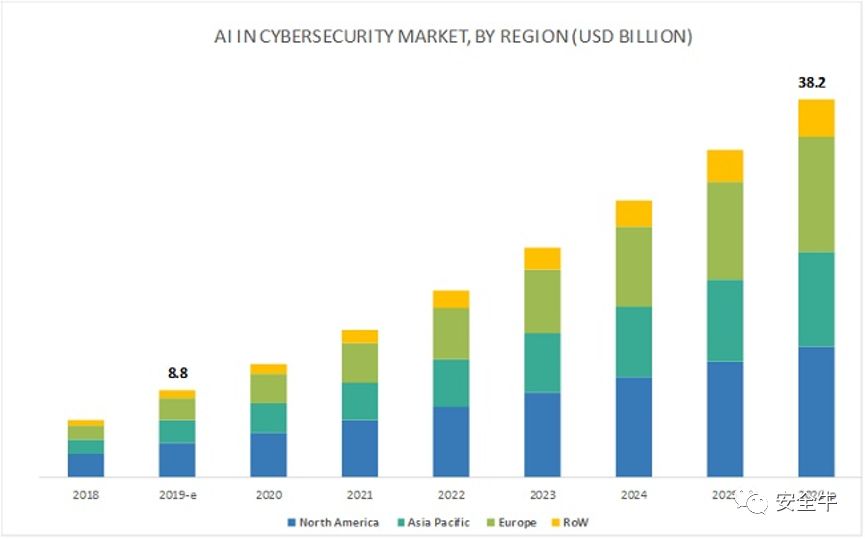 AI IN CYBERSECURITY MARKET, BY REGION (USD BILLION)
38.2
8.8
2018 2019-e 2020 2021 2022 2023 2024
North America Asia Pacific Europe RoW
安全牛